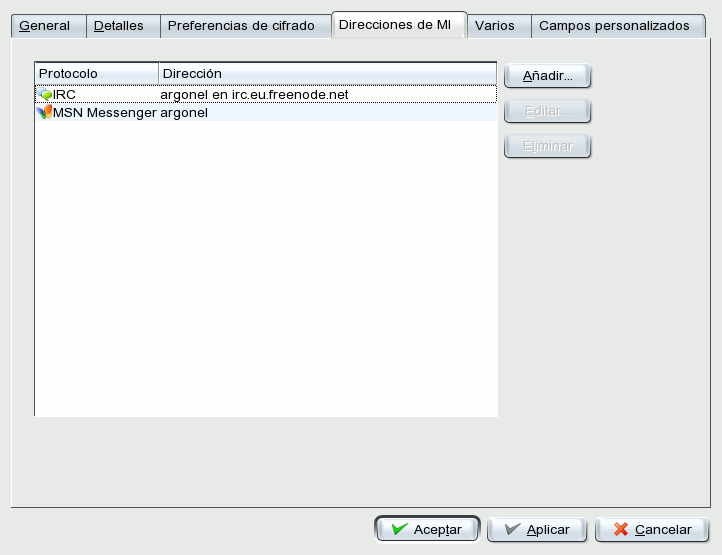 General Detalles Preferencias de cifrado Direcciones de MI Varios Campos personalizados
Protocolo Dirección
IRC argonel en irc.eu.freenode.net
MSN Messenger argonel
Añadir...
Editar...
Eliminar
Aceptar Aplicar Cancelar